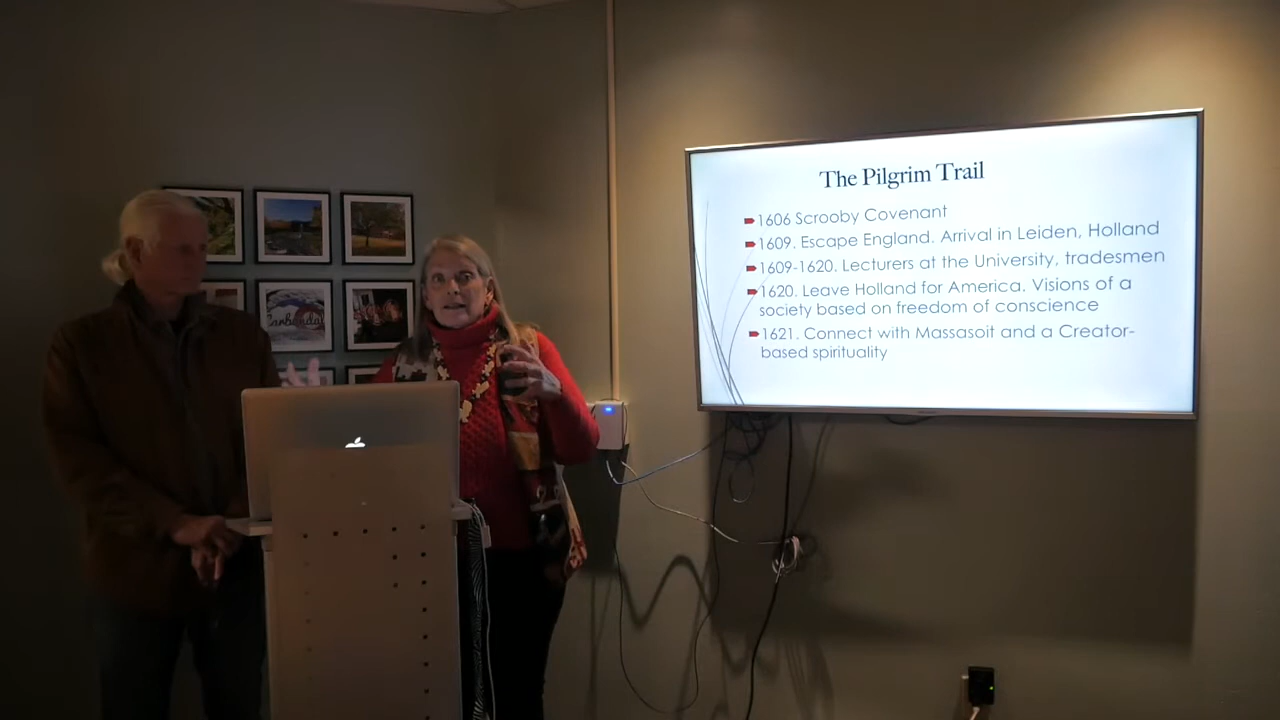 The Pilgrim Trail
1606 Scrooby Covenant
1609. Escape England. Arrival in Leiden, Holland
1609-1620. Lecturers at the University, tradesmen
1620. Leave Holland for America. Visions of a
society based on freedom of conscience
1621. Connect with Massasoit and a Creator-
based spirituality